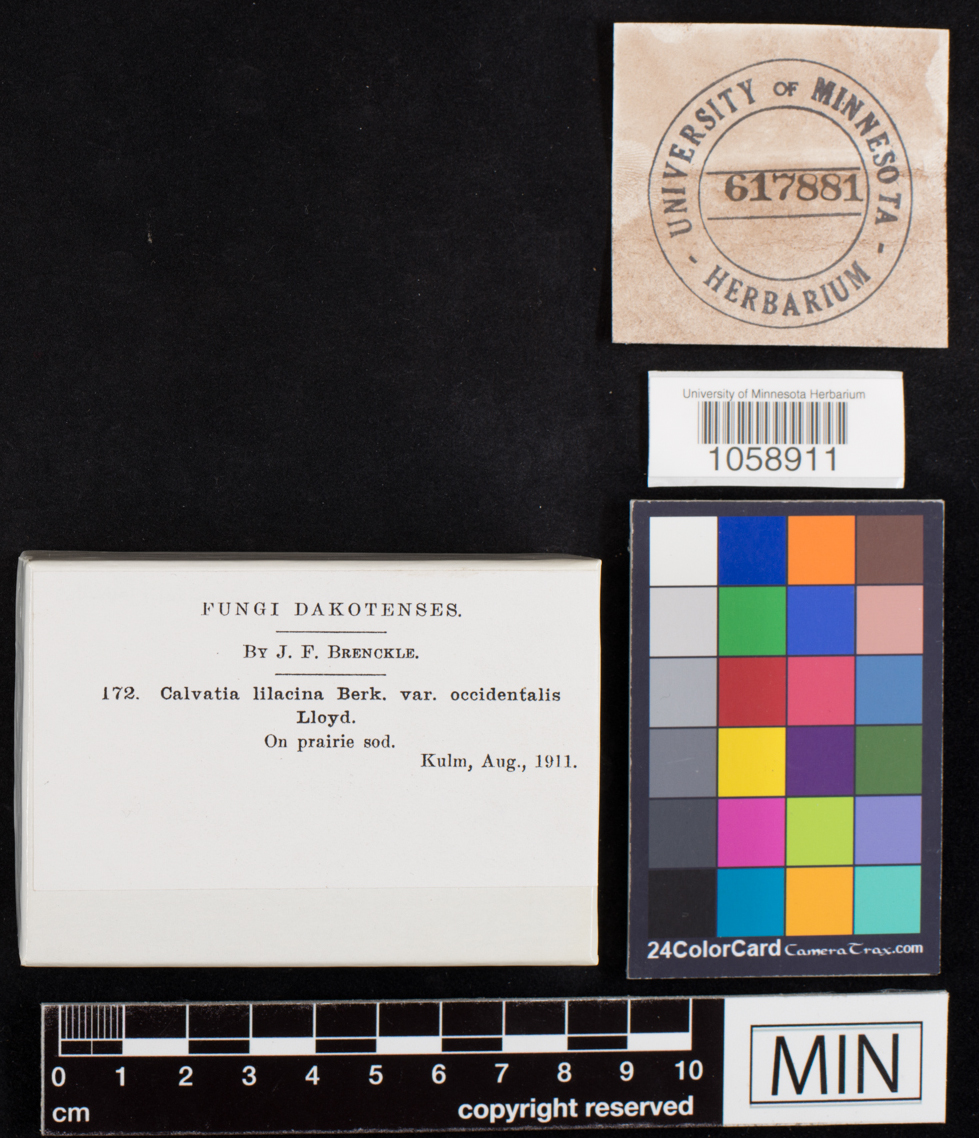 UNIVERSITY OF MINNESOTA
617881
- HERBARIUM -
University of Minnesota Herbarium
1058911
FUNGI DAKOTENSES.
BY J. F. BRENCKLE.
172. Calvatia lilacina Berk. var. occidentalis
Lloyd.
On prairie sod.
Kulm, Aug., 1911.
24ColorCard CameraTrax.com
0 1 2 3 4 5 6 7 8 9 10
cm
copyright reserved
MIN